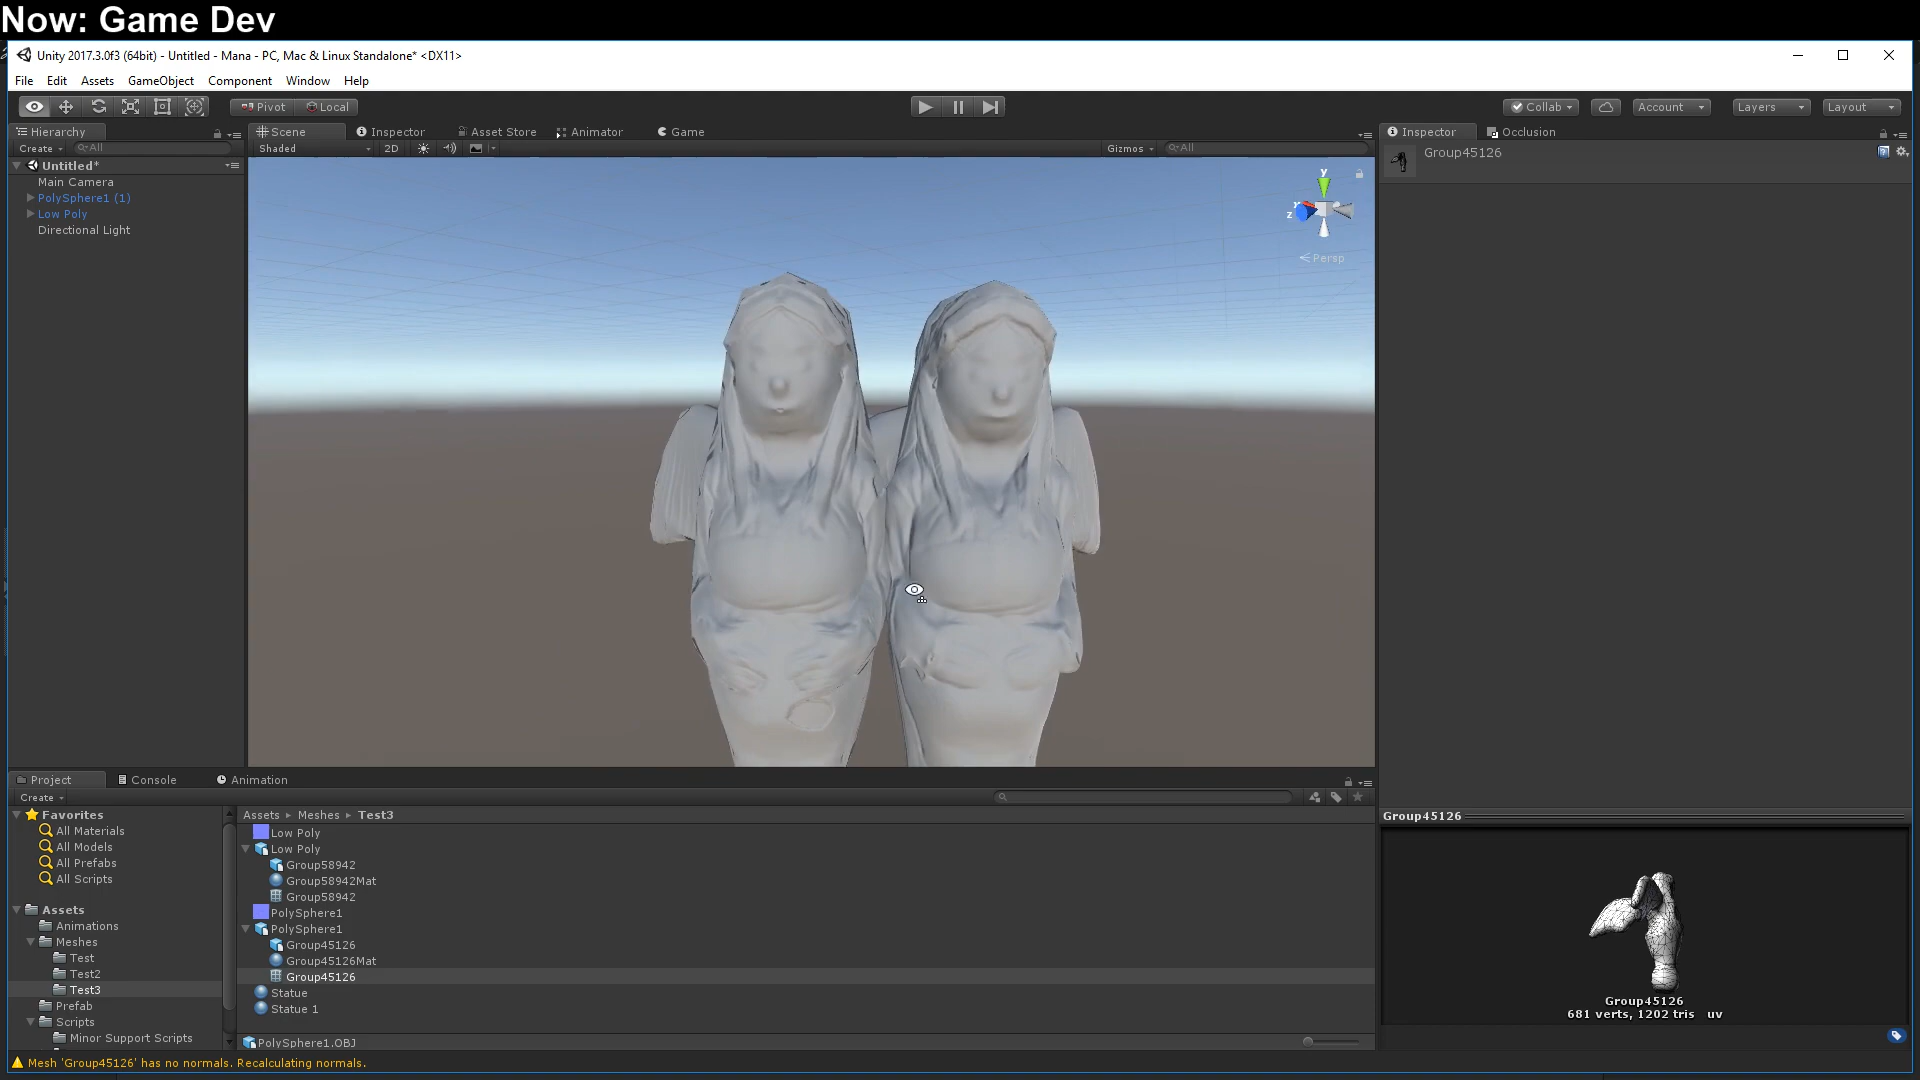 Now: Game Dev
Unity 2017.3.0f3 (64bit) - Untitled - Mana - PC, Mac & Linux Standalone* <DX11>
File Edit Assets GameObject Component Window Help
Pivot Local Collab Account Layers Layout
Hierarchy Scene Inspector Asset Store Animator Game Inspector Occlusion
Create All Shaded 2D Gizmos All Group45126
Untitled*
Main Camera
PolySphere1 (1)
Low Poly
Directional Light
y
x
z
Persp
Project Console Animation
Create
Favorites
All Materials
All Models
All Prefabs
All Scripts
Assets
Animations
Meshes
Test
Test2
Test3
Prefab
Scripts
Minor Support Scripts
Assets Meshes Test3
Low Poly
Low Poly
Group58942
Group58942Mat
Group58942
PolySphere1
PolySphere1
Group45126
Group45126Mat
Group45126
Statue
Statue 1
PolySphere1.OBJ
Group45126
Group45126
681 verts, 1202 tris uv
Mesh 'Group45126' has no normals. Recalculating normals.